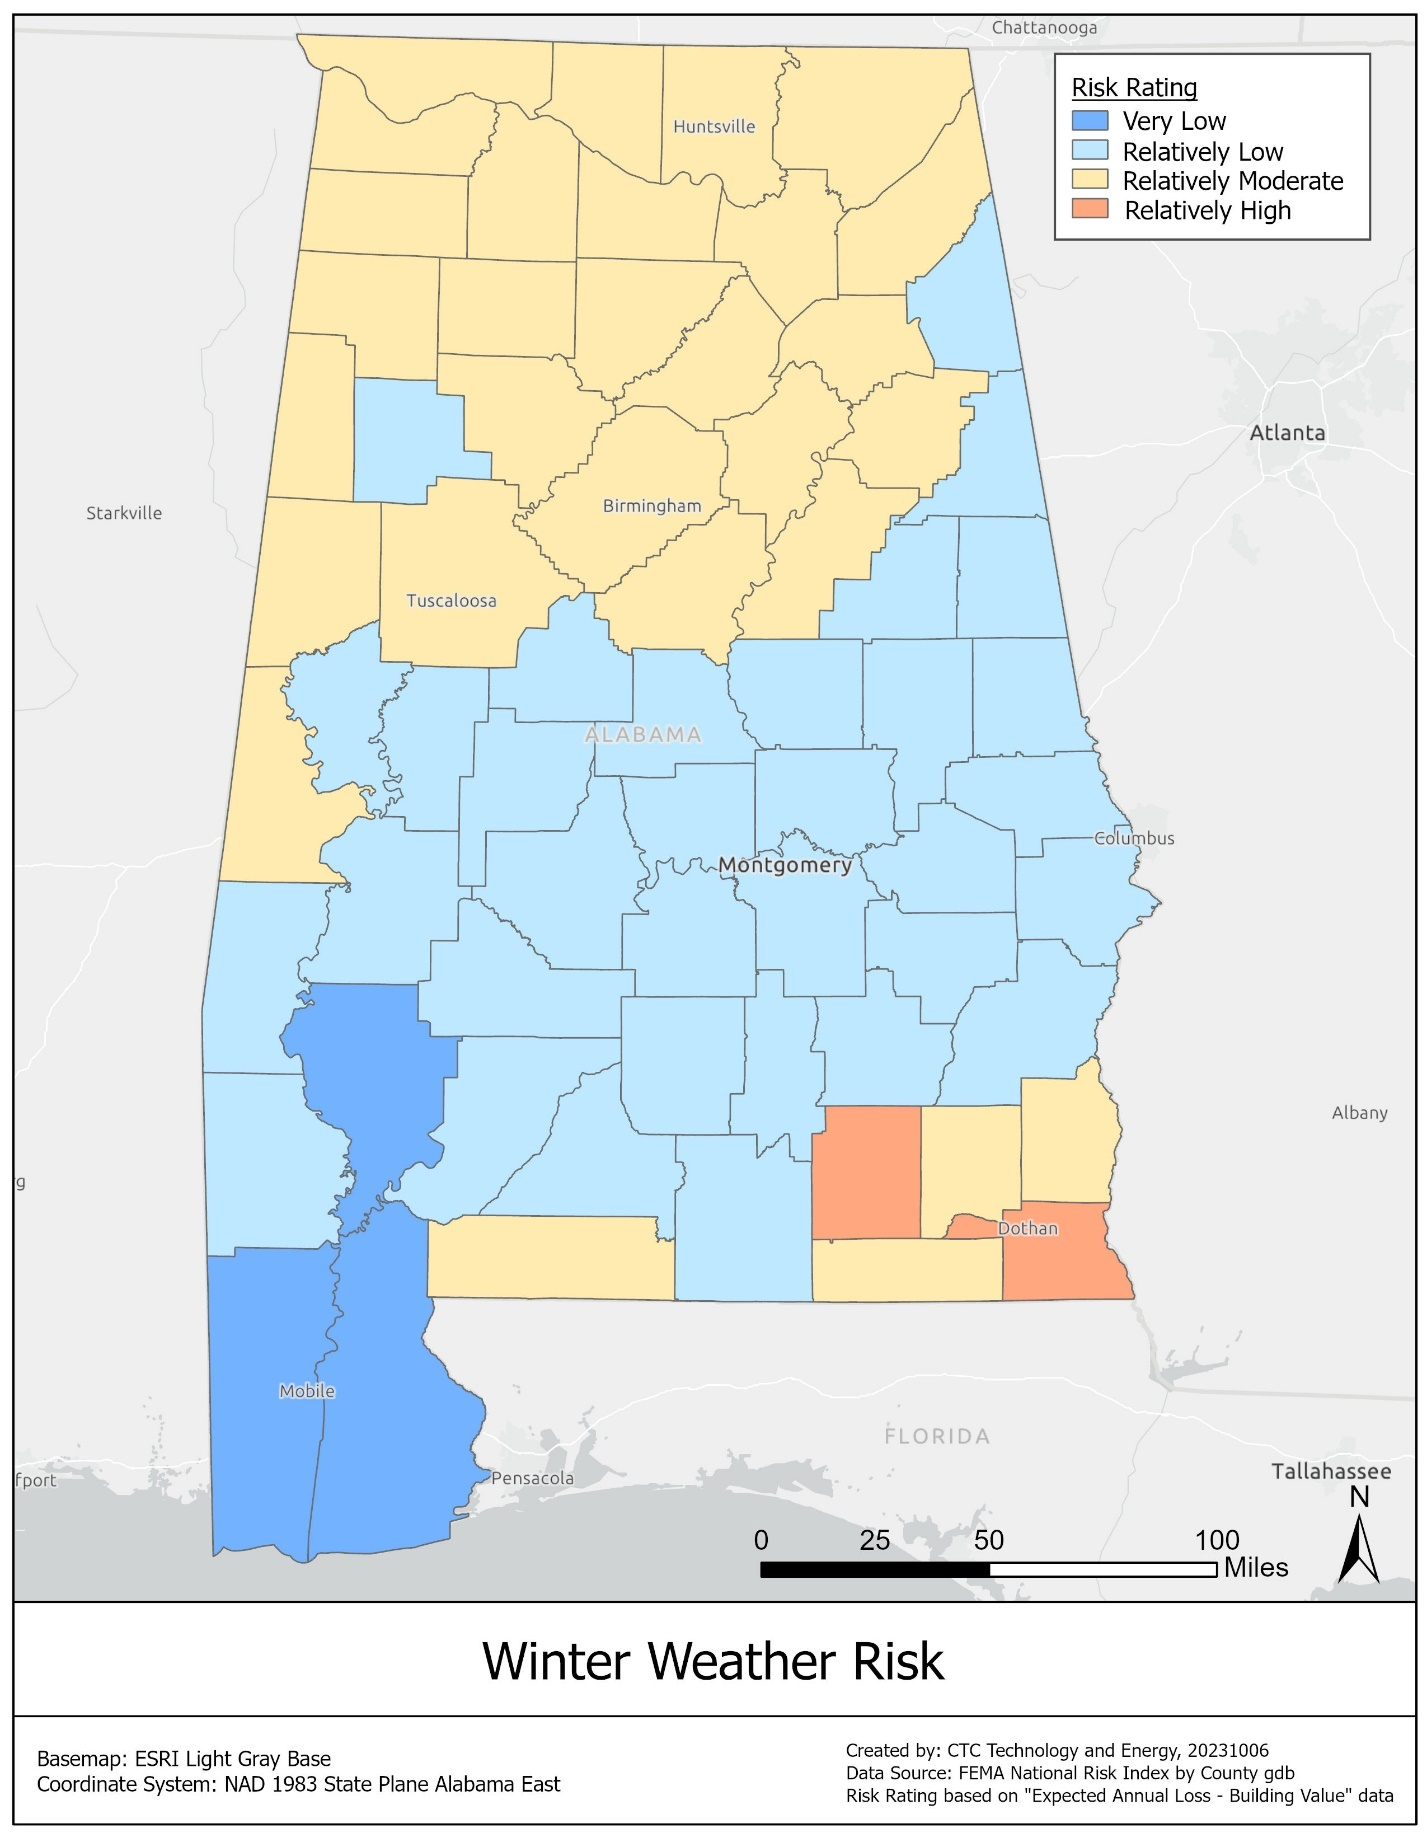 Chattanooga
Risk Rating
Very Low
Relatively Low
Relatively Moderate
Relatively High
Huntsville
Atlanta
Starkville
Birmingham
Tuscaloosa
ALABAMA
Columbus
Montgomery
Albany
g
Dothan
Mobile
FLORIDA
Pensacola
fport
Tallahassee
N
0 25 50 100
Miles
Winter Weather Risk
Basemap: ESRI Light Gray Base
Coordinate System: NAD 1983 State Plane Alabama East
Created by: CTC Technology and Energy, 20231006
Data Source: FEMA National Risk Index by County gdb
Risk Rating based on "Expected Annual Loss - Building Value" data